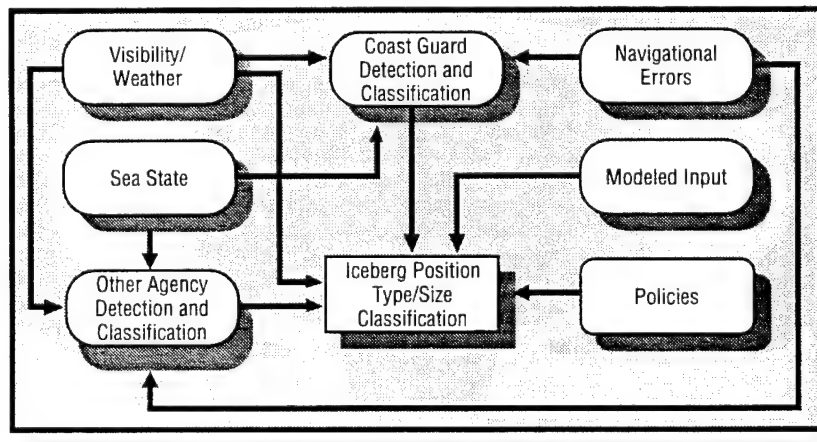 Visibility/
Weather
Coast Guard
Detection and
Classification
Navigational
Errors
Sea State
Modeled Input
Other Agency
Detection and
Classification
Iceberg Position
Type/Size
Classification
Policies